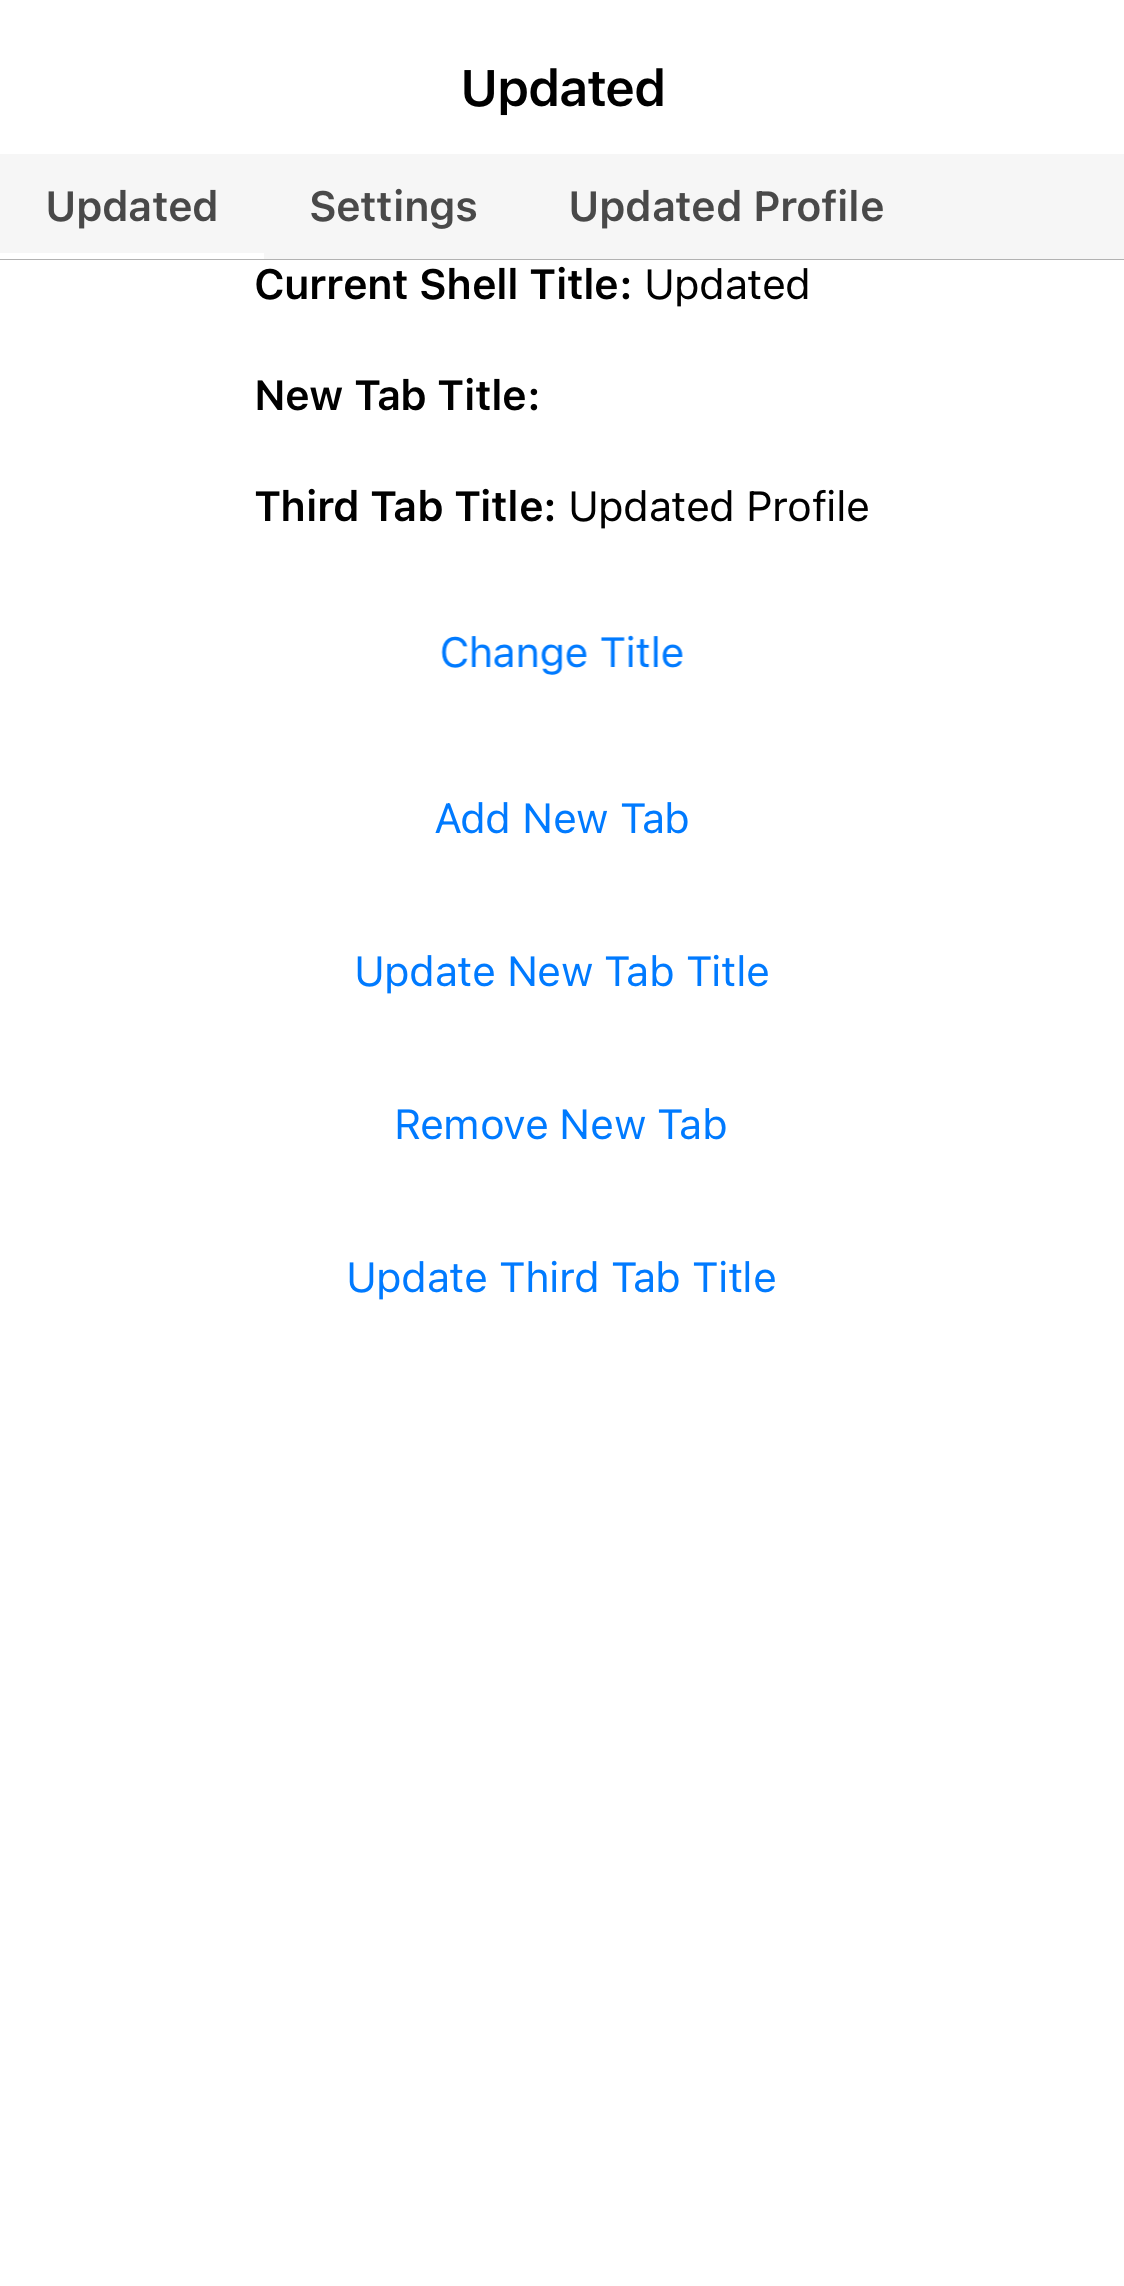 Updated
Updated Settings Updated Profile
Current Shell Title: Updated
New Tab Title:
Third Tab Title: Updated Profile
Change Title
Add New Tab
Update New Tab Title
Remove New Tab
Update Third Tab Title